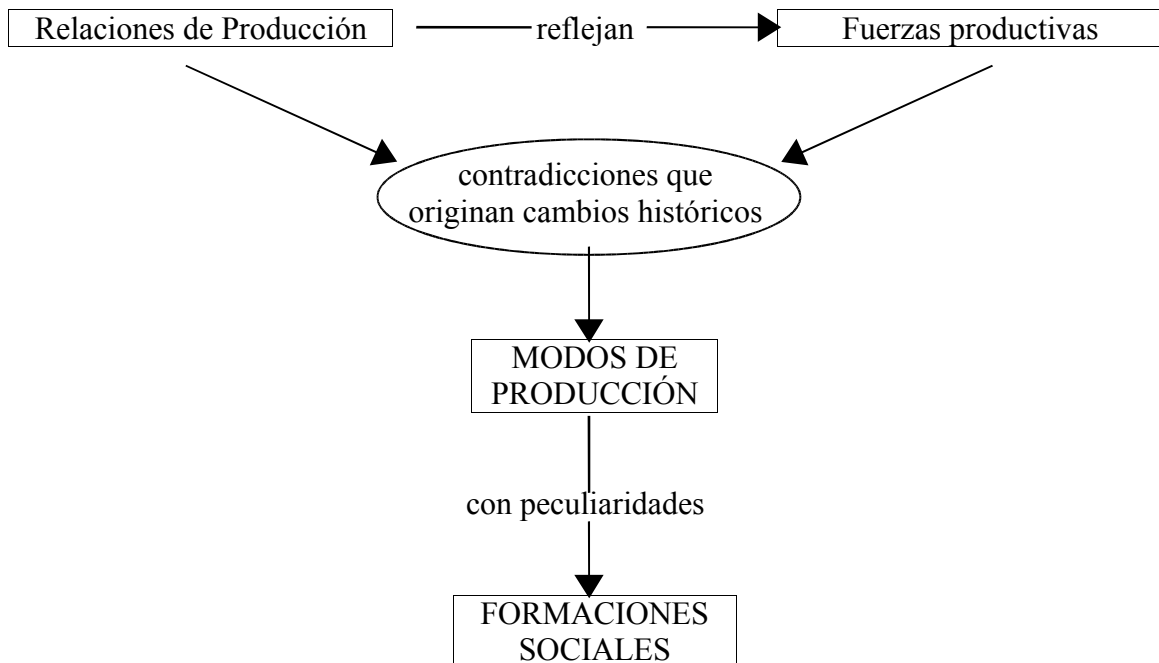 Relaciones de Producción
reflejan
Fuerzas productivas
contradicciones que
originan cambios históricos
MODOS DE
PRODUCCIÓN
con peculiaridades
FORMACIONES
SOCIALES